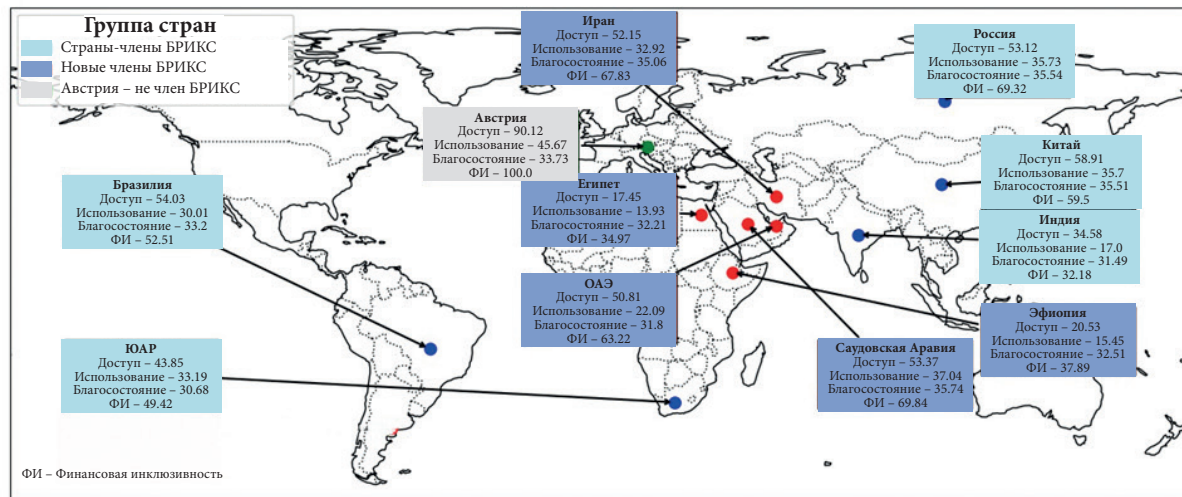 Группа стран
Страны-члены БРИКС
Новые члены БРИКС
Австрия – не член БРИКС
Иран
Доступ – 52.15
Использование – 32.92
Благосостояние – 35.06
ФИ – 67.83
Россия
Доступ – 53.12
Использование – 35.73
Благосостояние – 35.54
ФИ – 69.32
Австрия
Доступ – 90.12
Использование – 45.67
Благосостояние – 33.73
ФИ – 100.0
Китай
Доступ – 58.91
Использование – 35.7
Благосостояние – 35.51
ФИ – 59.5
Бразилия
Доступ – 54.03
Использование – 30.01
Благосостояние – 33.2
ФИ – 52.51
Египет
Доступ – 17.45
Использование – 13.93
Благосостояние – 32.21
ФИ – 34.97
Индия
Доступ – 34.58
Использование – 17.0
Благосостояние – 31.49
ФИ – 32.18
ОАЭ
Доступ – 50.81
Использование – 22.09
Благосостояние – 31.8
ФИ – 63.22
Эфиопия
Доступ – 20.53
Использование – 15.45
Благосостояние – 32.51
ФИ – 37.89
ЮАР
Доступ – 43.85
Использование – 33.19
Благосостояние – 30.68
ФИ – 49.42
Саудовская Аравия
Доступ – 53.37
Использование – 37.04
Благосостояние – 35.74
ФИ – 69.84
ФИ – Финансовая инклюзивность